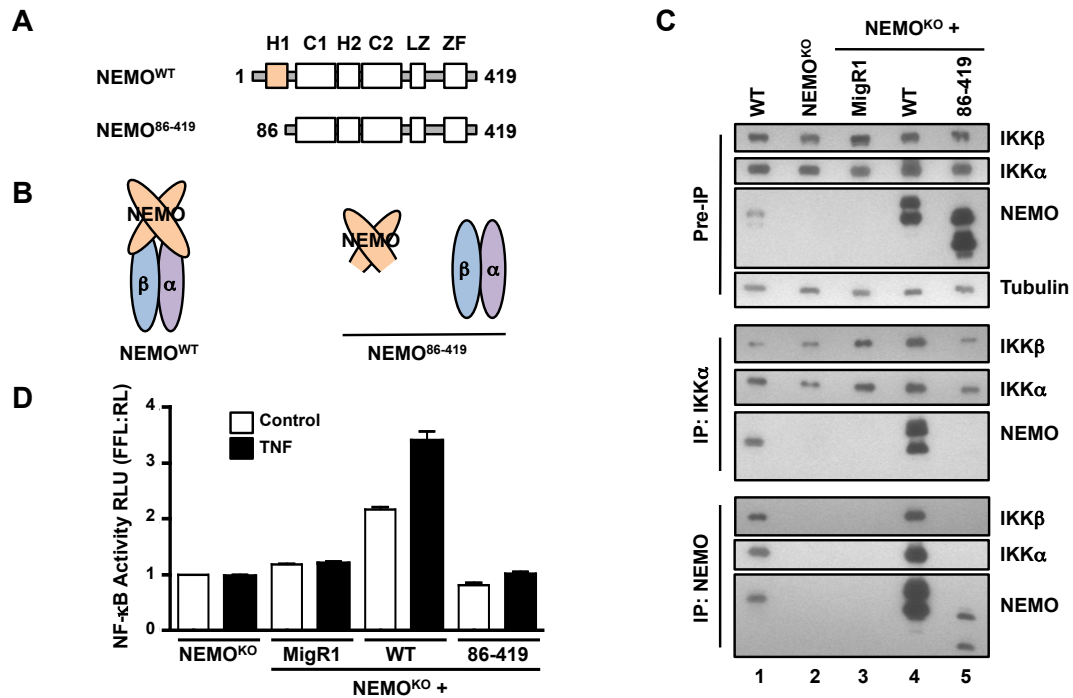 A
H1 C1 H2 C2 LZ ZF
NEMOWT 1 419
NEMO86-419 86 419
B
NEMO
β α
NEMOWT
NEMO
β α
NEMO86-419
C
NEMOKO +
WT NEMOKO MigR1 WT 86-419
Pre-IP
IKKβ
IKKα
NEMO
Tubulin
IP: IKKα
IKKβ
IKKα
NEMO
IP: NEMO
IKKβ
IKKα
NEMO
1 2 3 4 5
D
NF-κB Activity RLU (FFL:RL)
4
3
2
1
0
Control
TNF
NEMOKO MigR1 WT 86-419
NEMOKO +